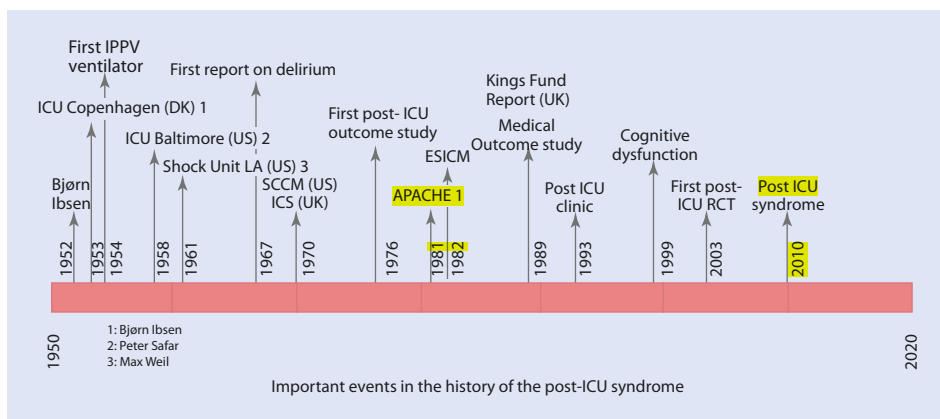 First IPPV
ventilator
First report on delirium
ICU Copenhagen (DK) 1
ICU Baltimore (US) 2
Shock Unit LA (US) 3
Bjørn
Ibsen
SCCM (US)
ICS (UK)
First post- ICU
outcome study
ESICM
APACHE 1
Kings Fund
Report (UK)
Medical
Outcome study
Post ICU
clinic
Cognitive
dysfunction
First post-
ICU RCT
Post ICU
syndrome
1952
1953
1954
1958
1961
1967
1970
1976
1981
1982
1989
1993
1999
2003
2010
1950
2020
1: Bjørn Ibsen
2: Peter Safar
3: Max Weil
Important events in the history of the post-ICU syndrome